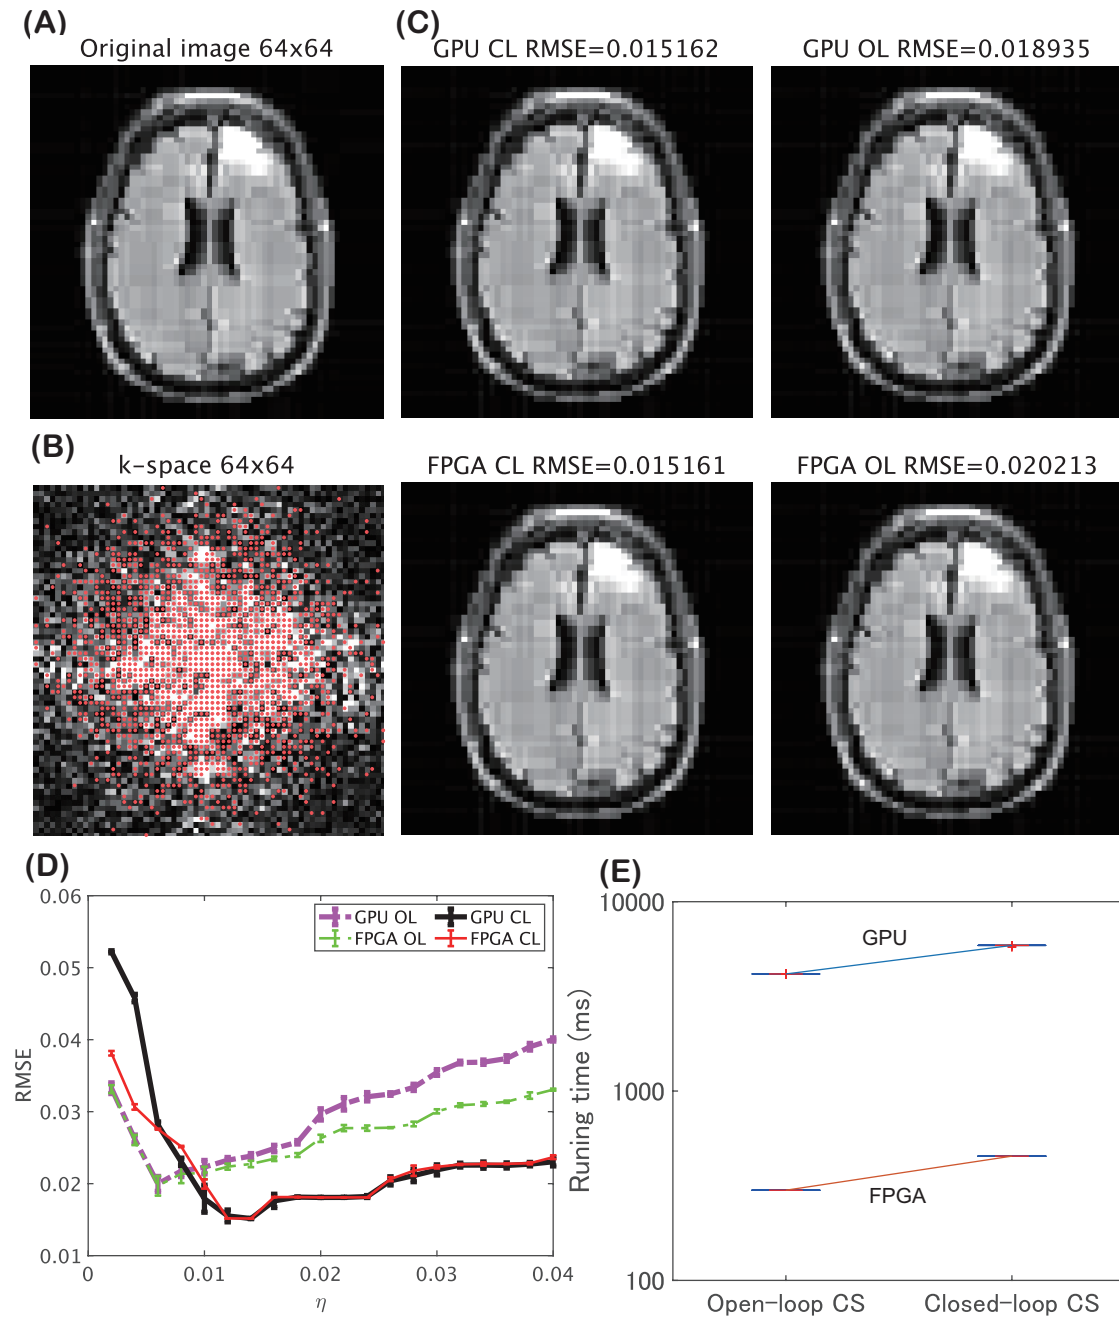 (A)
Original image 64x64
(C)
GPU CL RMSE=0.015162
GPU OL RMSE=0.018935
(B)
k-space 64x64
FPGA CL RMSE=0.015161
FPGA OL RMSE=0.020213
(D)
0.06
0.05
0.04
0.03
0.02
0.01
RMSE
GPU OL
GPU CL
FPGA OL
FPGA CL
0
0.01
0.02
0.03
0.04
η
(E)
10000
1000
100
Runing time (ms)
GPU
FPGA
Open-loop CS
Closed-loop CS